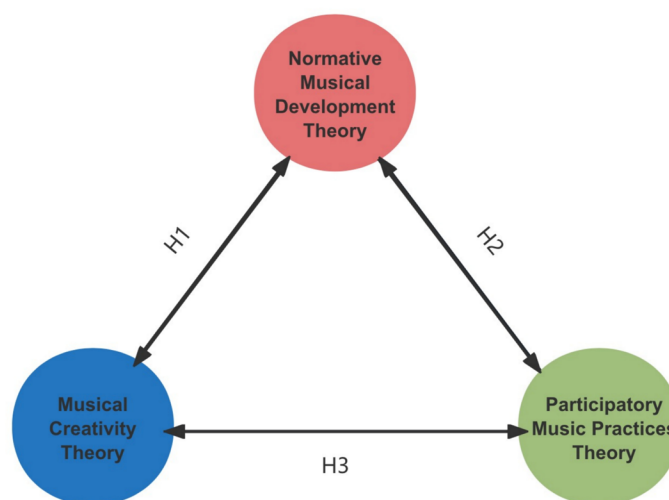 Normative
Musical
Development
Theory
H1
H2
Musical
Creativity
Theory
Participatory
Music Practices
Theory
H3